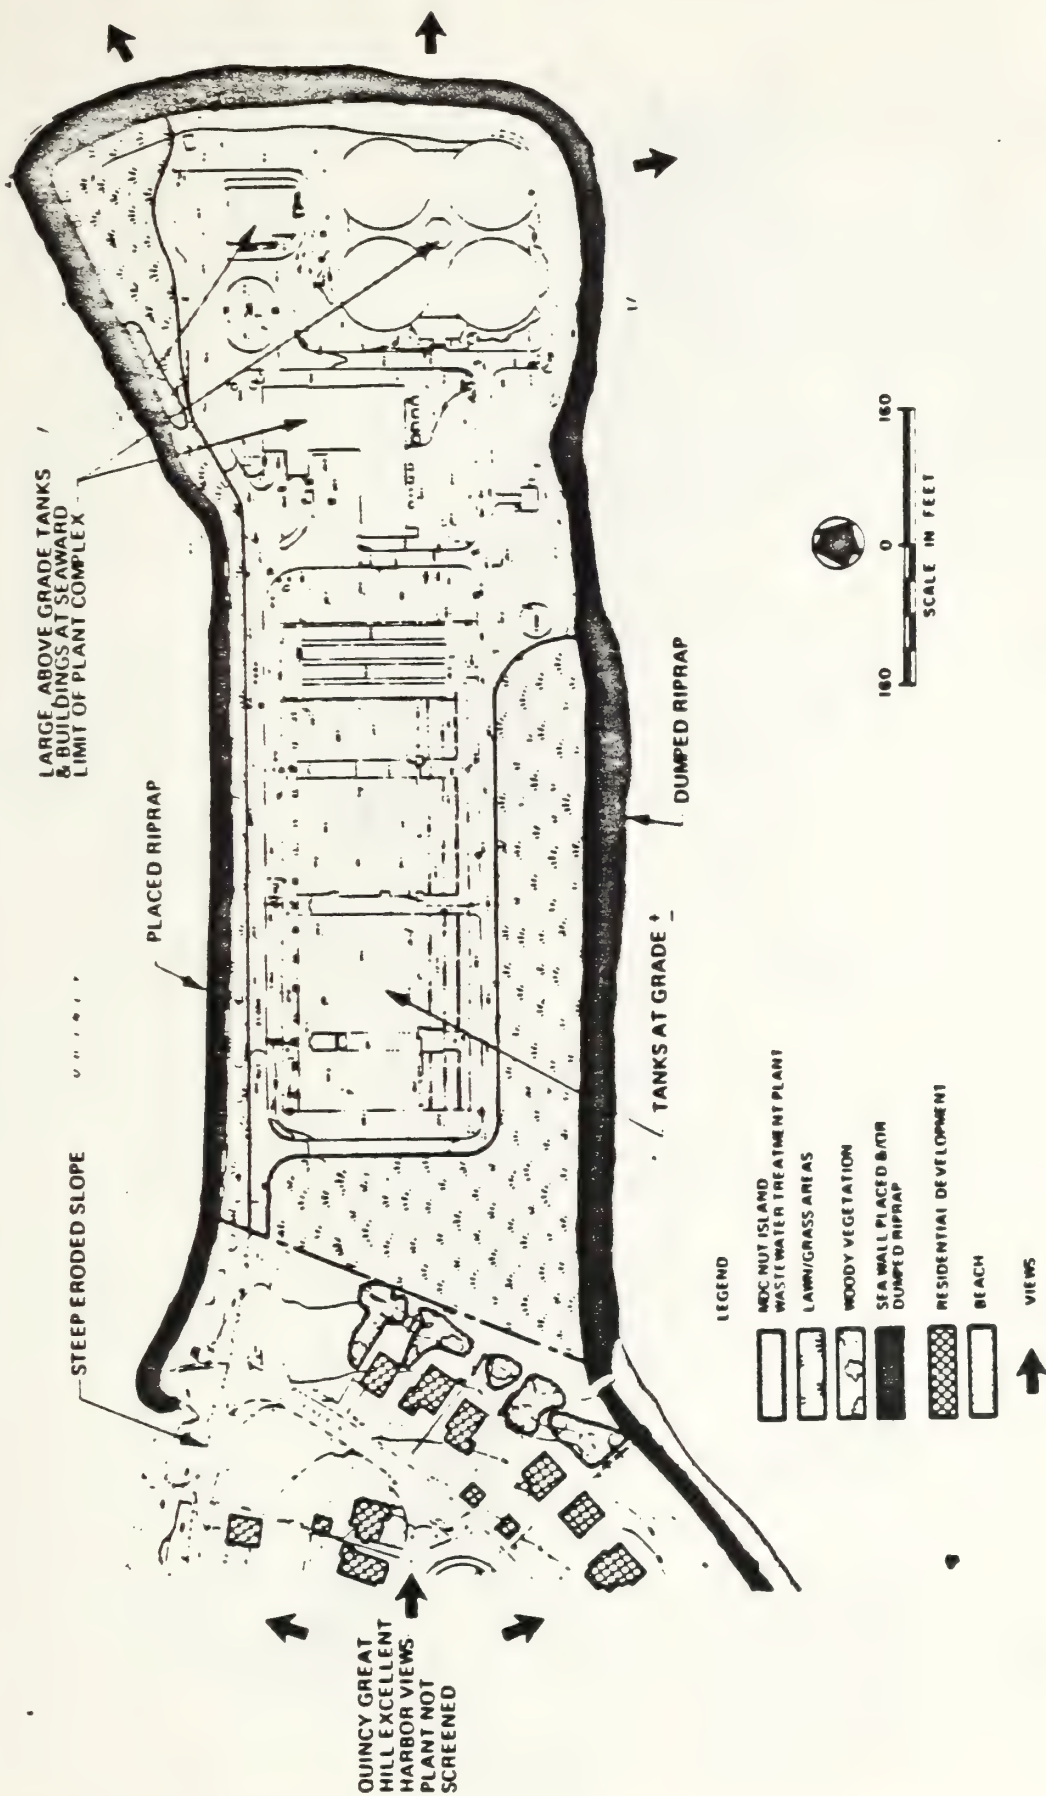 LARGE ABOVE GRADE TANKS
& BUILDINGS AT SEAWARD
LIMIT OF PLANT COMPLEX
PLACED RIPRAP
STEEP ERODED SLOPE
QUINCY GREAT
HILL EXCELLENT
HARBOR VIEWS
PLANT NOT
SCREENED
DUMPED RIPRAP
TANKS AT GRADE ±
160 0 160
SCALE IN FEET
LEGEND
MDC NUT ISLAND
WASTEWATER TREATMENT PLANT
LAWN/GRASS AREAS
WOODY VEGETATION
SEA WALL PLACED &/OR
DUMPED RIPRAP
RESIDENTIAL DEVELOPMENT
BEACH
VIEWS